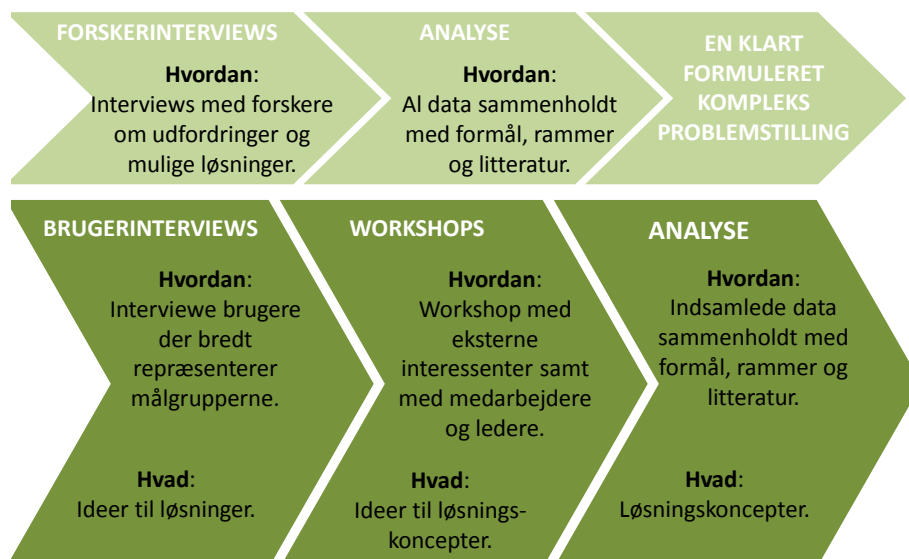 FORSKERINTERVIEWS
Hvordan:
Interviews med forskere
om udfordringer og
mulige løsninger.
ANALYSE
Hvordan:
Al data sammenholdt
med formål, rammer
og litteratur.
EN KLART
FORMULERET
KOMPLEKS
PROBLEMSTILLING
BRUGERINTERVIEWS
Hvordan:
Interviewe brugere
der bredt
repræsenterer
målgrupperne.
Hvad:
Ideer til løsninger.
WORKSHOPS
Hvordan:
Workshop med
eksterne
interessenter samt
med medarbejdere
og ledere.
Hvad:
Ideer til løsnings-
koncepter.
ANALYSE
Hvordan:
Indsamlede data
sammenholdt med
formål, rammer og
litteratur.
Hvad:
Løsningskoncepter.